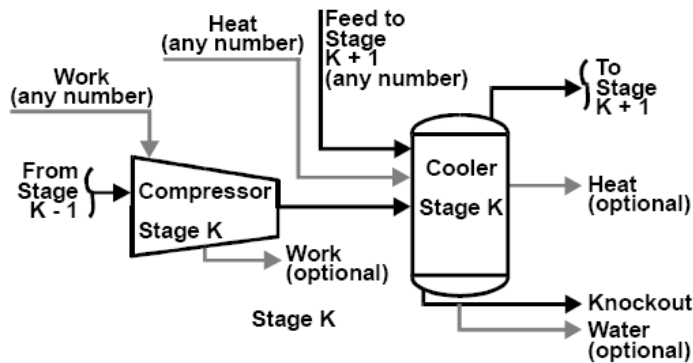 Heat
(any number)
Feed to
Stage
K + 1
(any number)
Work
(any number)
To
Stage
K + 1
From
Stage
K - 1
Compressor
Stage K
Cooler
Stage K
Heat
(optional)
Work
(optional)
Stage K
Knockout
Water
(optional)